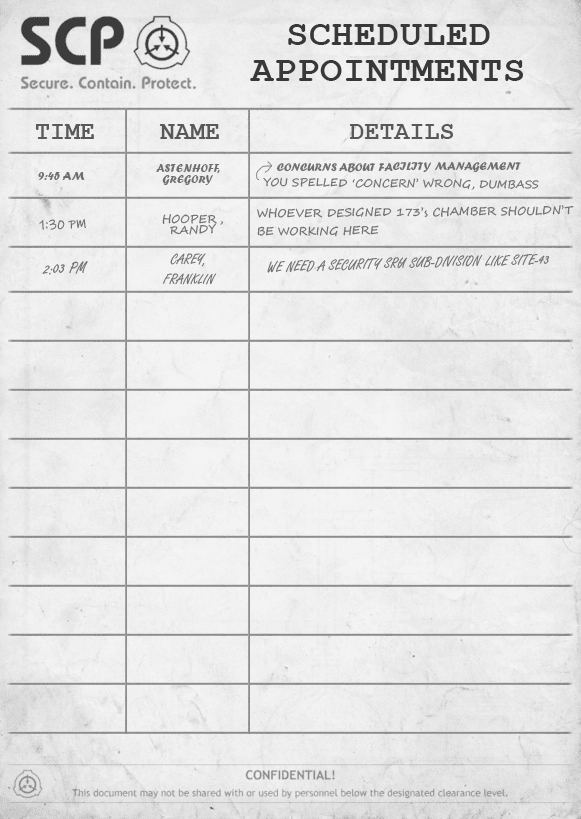 SCP
Secure. Contain. Protect.
SCHEDULED
APPOINTMENTS
TIME NAME DETAILS
9:45 AM
ASTENHOFF,
GREGORY
CONCURNS ABOUT FACILITY MANAGEMENT
YOU SPELLED 'CONCERN' WRONG, DUMBASS
1:30 PM
HOOPER,
RANDY
WHOEVER DESIGNED 173's CHAMBER SHOULDN'T
BE WORKING HERE
2:03 PM
CAREY,
FRANKLIN
WE NEED A SECURITY SRU SUB-DIVISION LIKE SITE-13
CONFIDENTIAL!
This document may not be shared with or used by personnel below the designated clearance level.